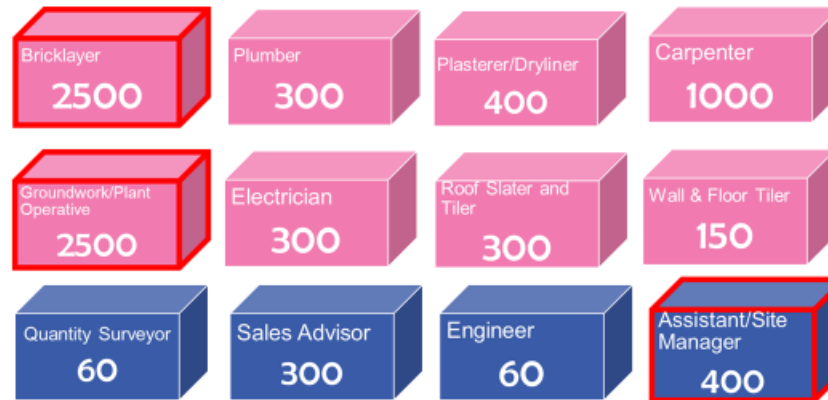 Bricklayer
2500
Plumber
300
Plasterer/Dryliner
400
Carpenter
1000
Groundwork/Plant
Operative
2500
Electrician
300
Roof Slater and
Tiler
300
Wall & Floor Tiler
150
Quantity Surveyor
60
Sales Advisor
300
Engineer
60
Assistant/Site
Manager
400